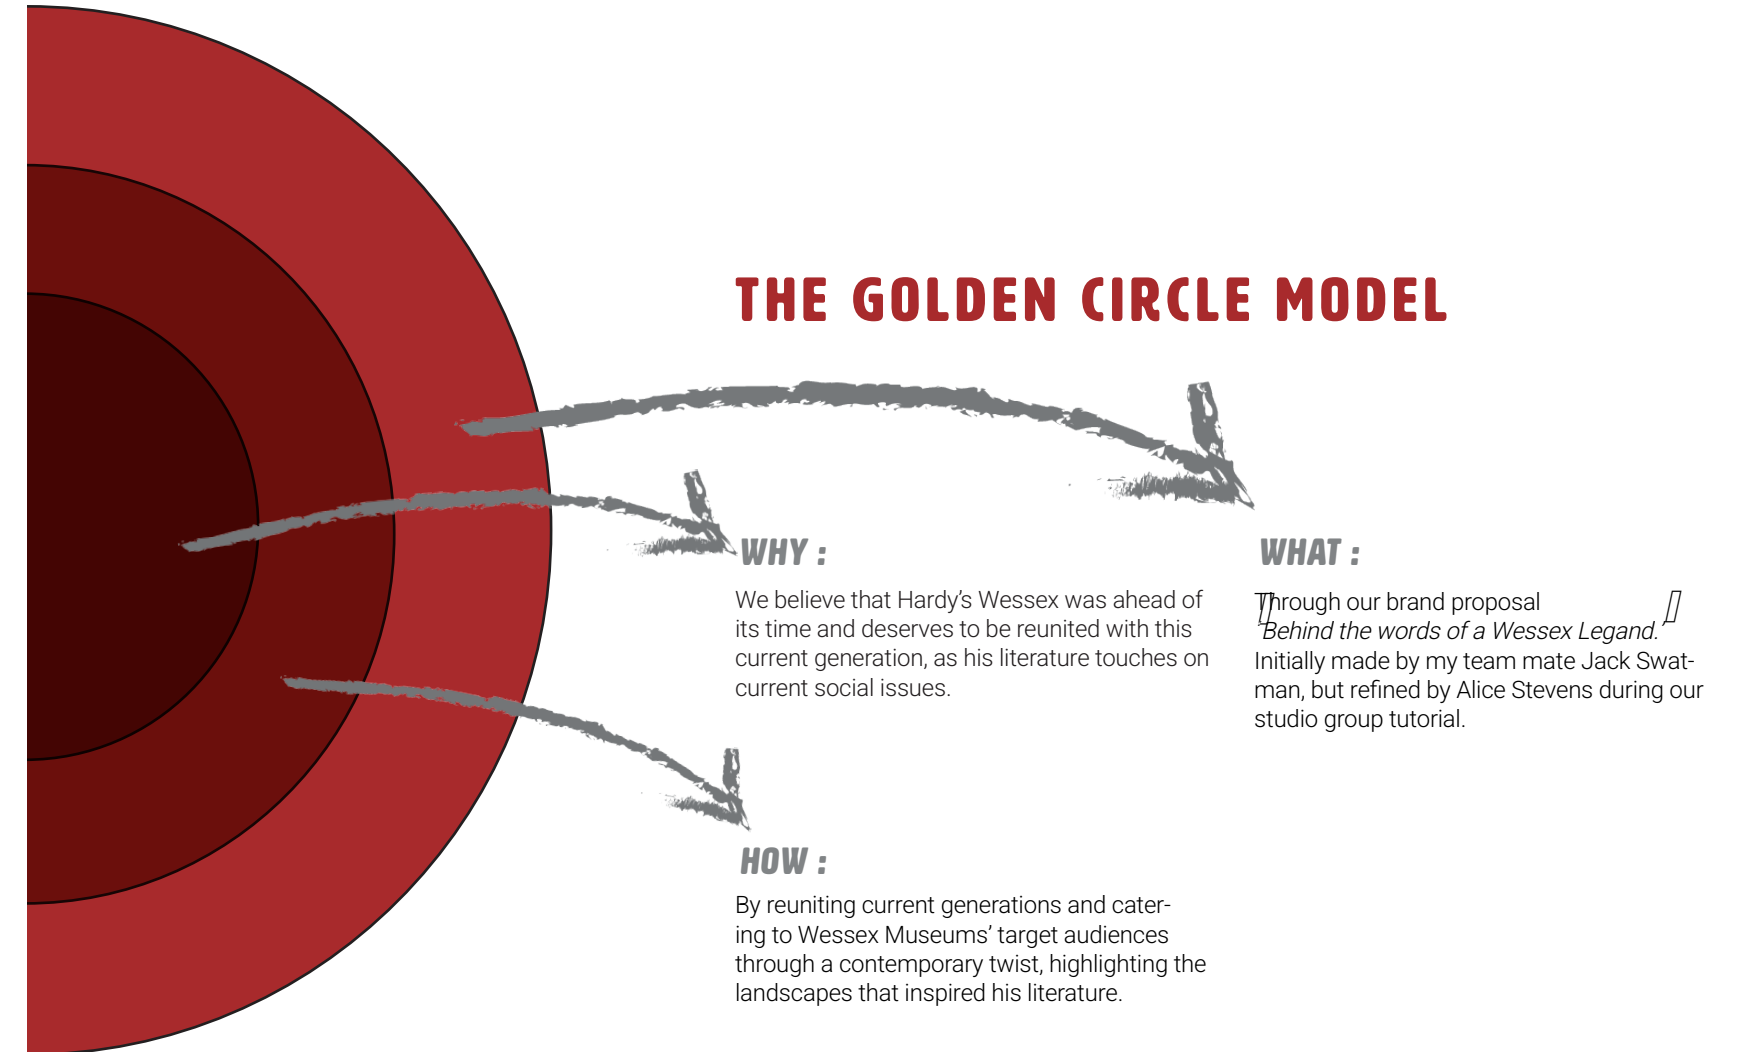 THE GOLDEN CIRCLE MODEL
WHY :
We believe that Hardy's Wessex was ahead of
its time and deserves to be reunited with this
current generation, as his literature touches on
current social issues.
WHAT :
Through our brand proposal
'Behind the words of a Wessex Legand.'
Initially made by my team mate Jack Swat-
man, but refined by Alice Stevens during our
studio group tutorial.
HOW :
By reuniting current generations and cater-
ing to Wessex Museums' target audiences
through a contemporary twist, highlighting the
landscapes that inspired his literature.